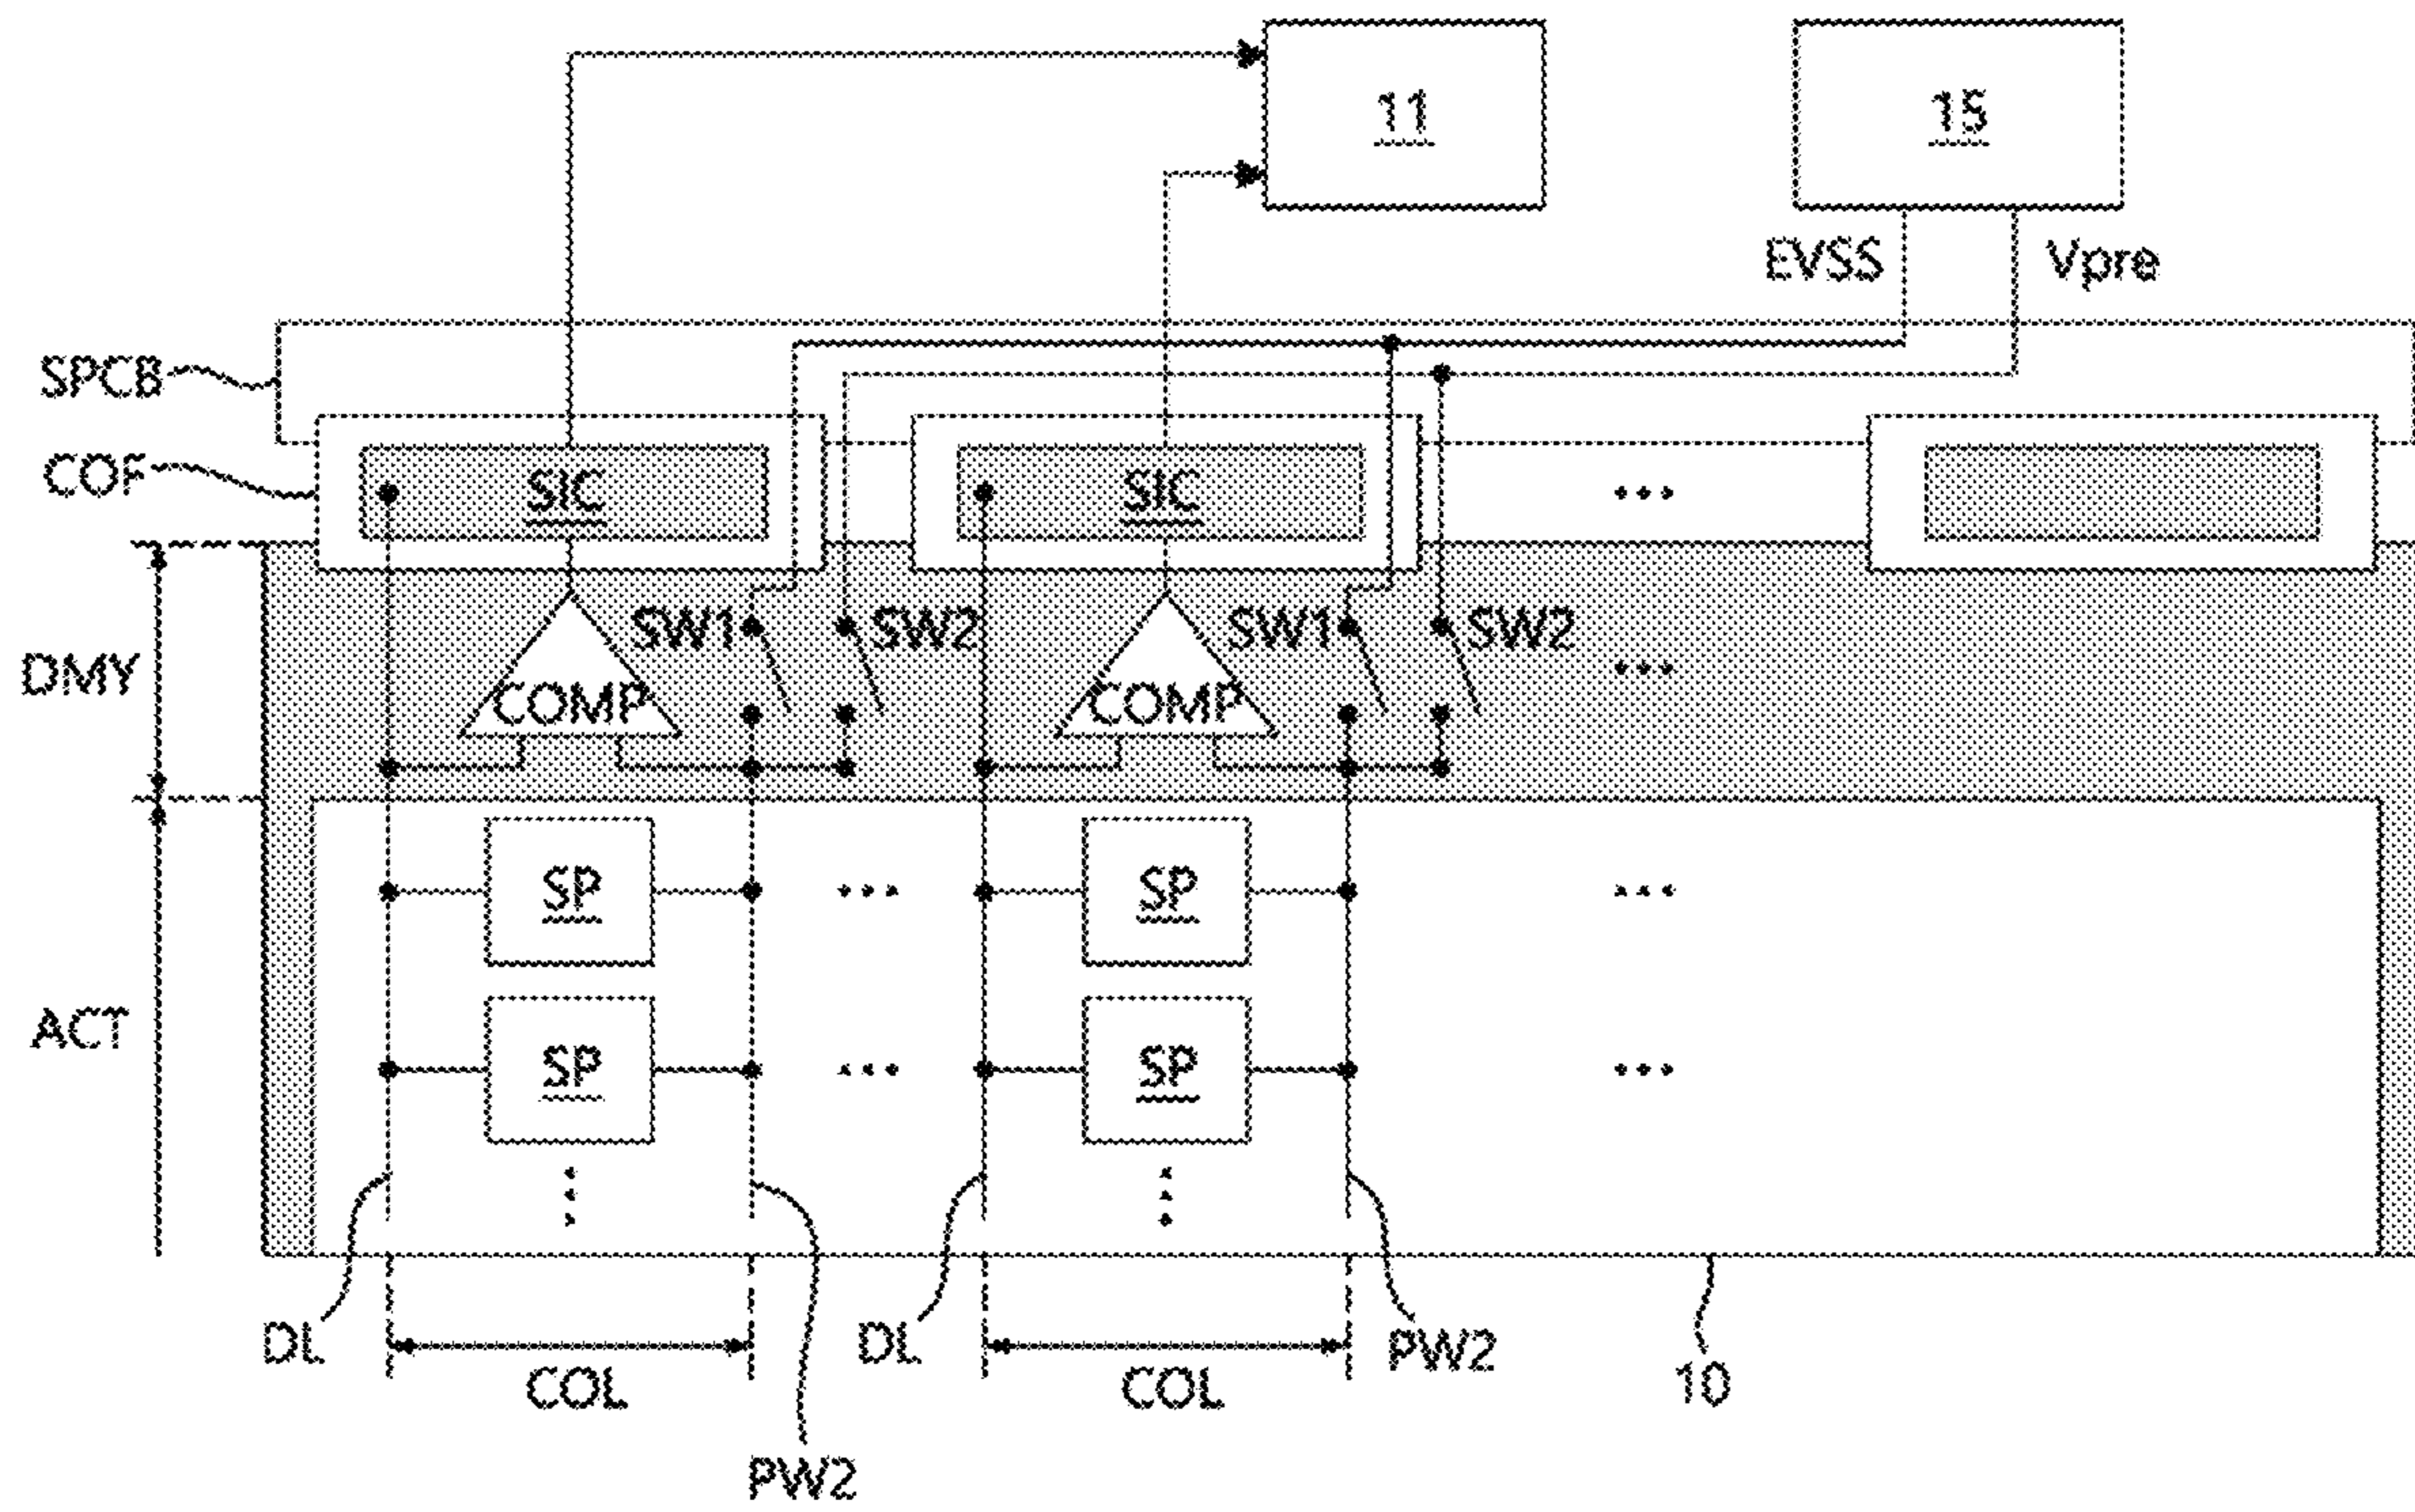 11
15
EVSS
Vpre
SPCB
COF
SIC
SIC
...
SW1
SW2
SW1
SW2
DMY
COMP
COMP
...
SP
...
SP
...
ACT
SP
...
SP
...
DL
COL
PW2
DL
COL
PW2
10